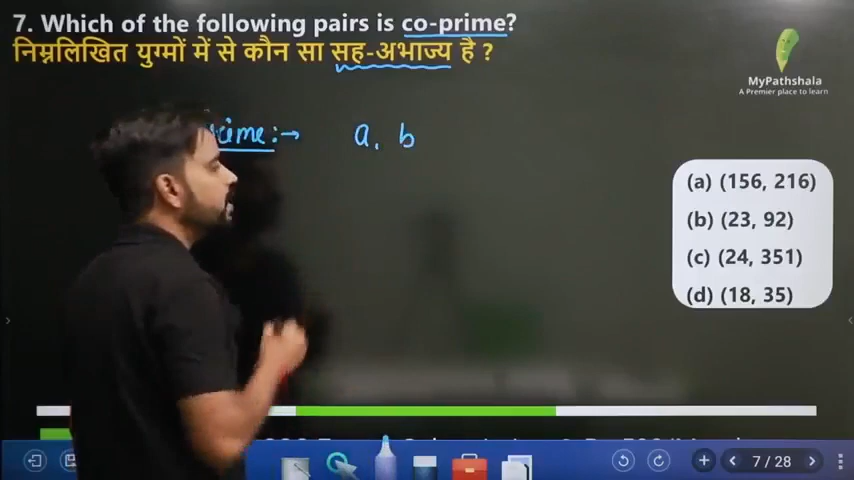 7. Which of the following pairs is co-prime?
निम्नलिखित युग्मों में से कौन सा सह-अभाज्य है ?
MyPathshala
A Premier place to learn
a, b
(a) (156, 216)
(b) (23, 92)
(c) (24, 351)
(d) (18, 35)
7 / 28